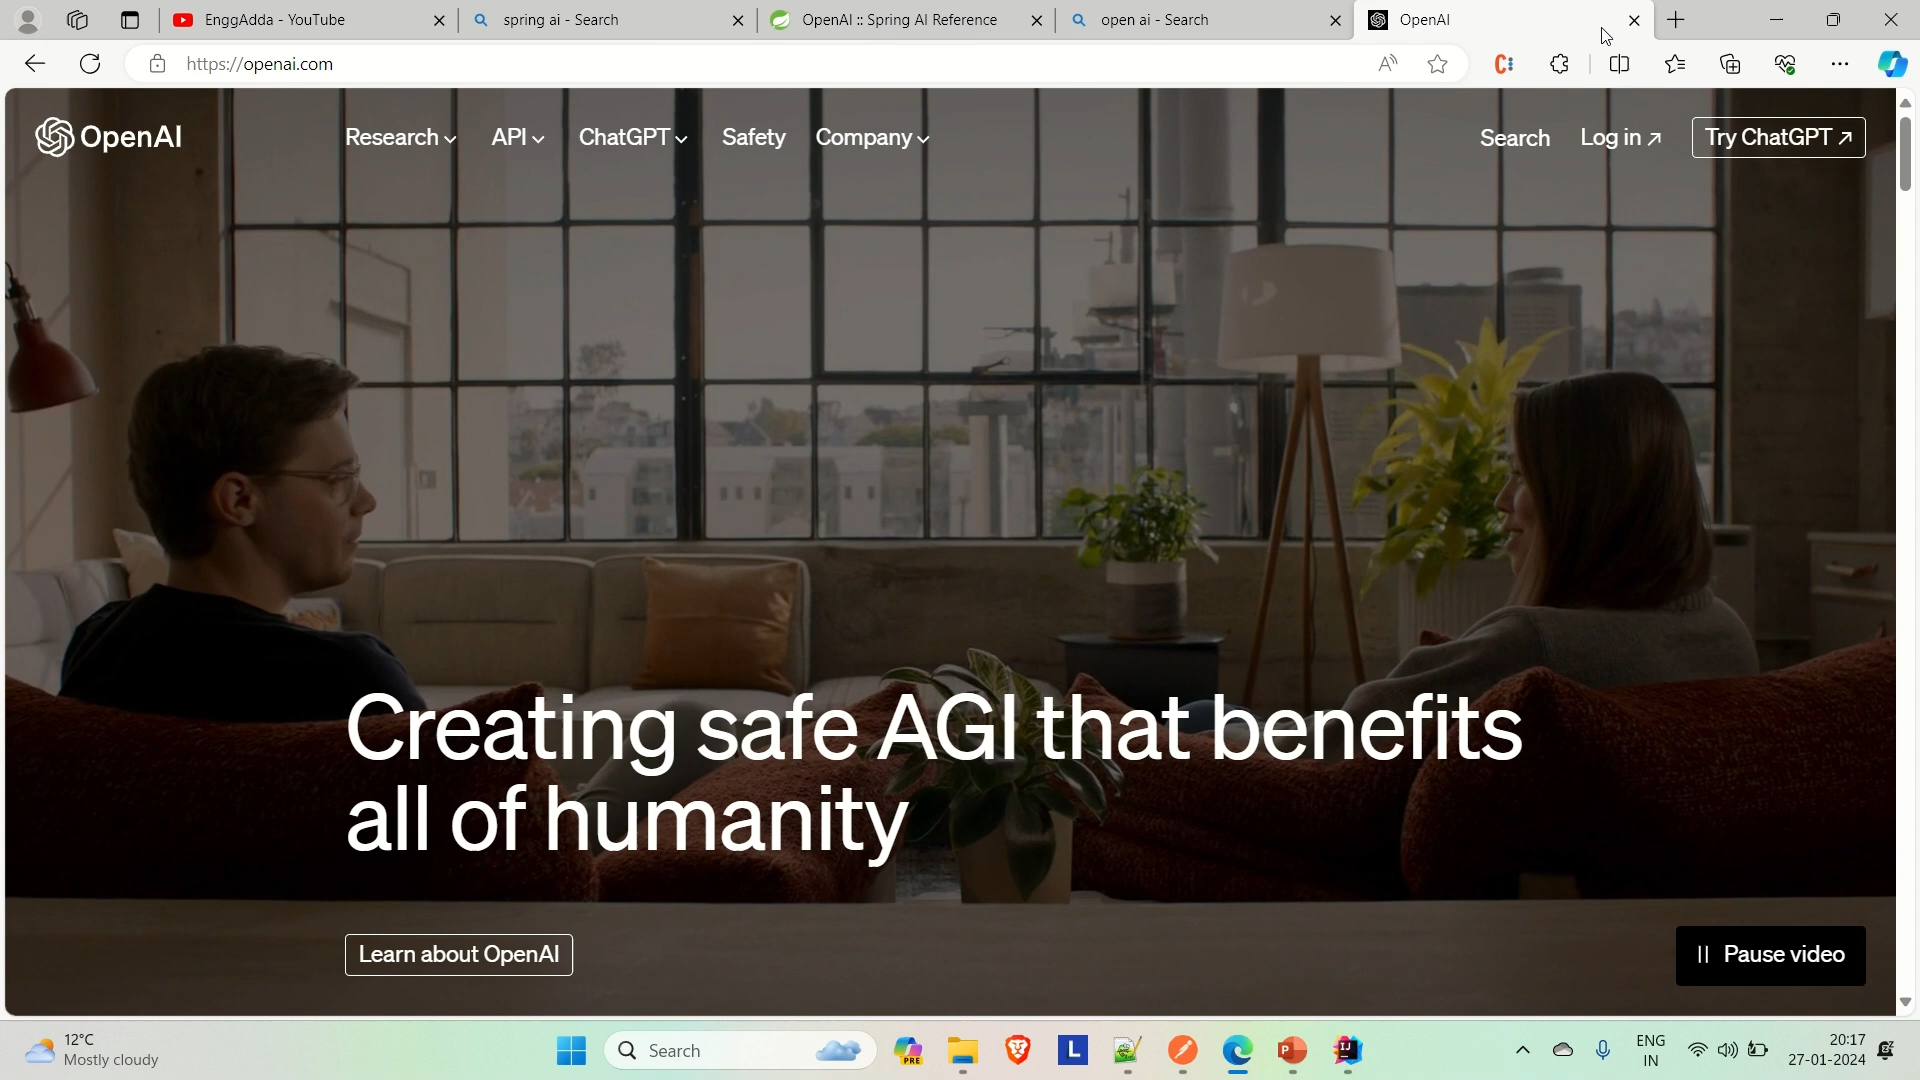 EnggAdda - YouTube
spring ai - Search
OpenAI :: Spring AI Reference
open ai - Search
OpenAI
https://openai.com
OpenAI
Research
API
ChatGPT
Safety
Company
Search
Log in ↗
Try ChatGPT ↗
Creating safe AGI that benefits
all of humanity
Learn about OpenAI
Pause video
12°C
Mostly cloudy
Search
PRE
L
P
IJ
ENG
IN
20:17
27-01-2024